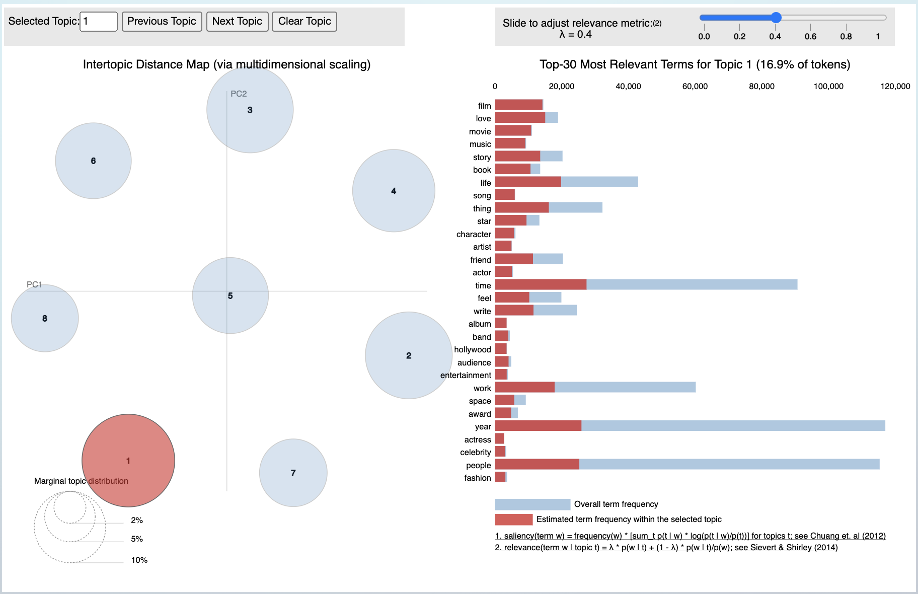 Selected Topic: 1 Previous Topic Next Topic Clear Topic
Slide to adjust relevance metric:(2)
λ = 0.4
0.0 0.2 0.4 0.6 0.8 1
Intertopic Distance Map (via multidimensional scaling)
PC2
3
6
4
PC1
5
8
2
1
7
Marginal topic distribution
2%
5%
10%
Top-30 Most Relevant Terms for Topic 1 (16.9% of tokens)
0 20,000 40,000 60,000 80,000 100,000 120,000
film
love
movie
music
story
book
life
song
thing
star
character
artist
friend
actor
time
feel
write
album
band
hollywood
audience
entertainment
work
space
award
year
actress
celebrity
people
fashion
Overall term frequency
Estimated term frequency within the selected topic
1. saliency(term w) = frequency(w) * [sum_t p(t | w) * log(p(t | w)/p(t))] for topics t; see Chuang et. al (2012)
2. relevance(term w | topic t) = λ * p(w | t) + (1 - λ) * p(w | t)/p(w); see Sievert & Shirley (2014)